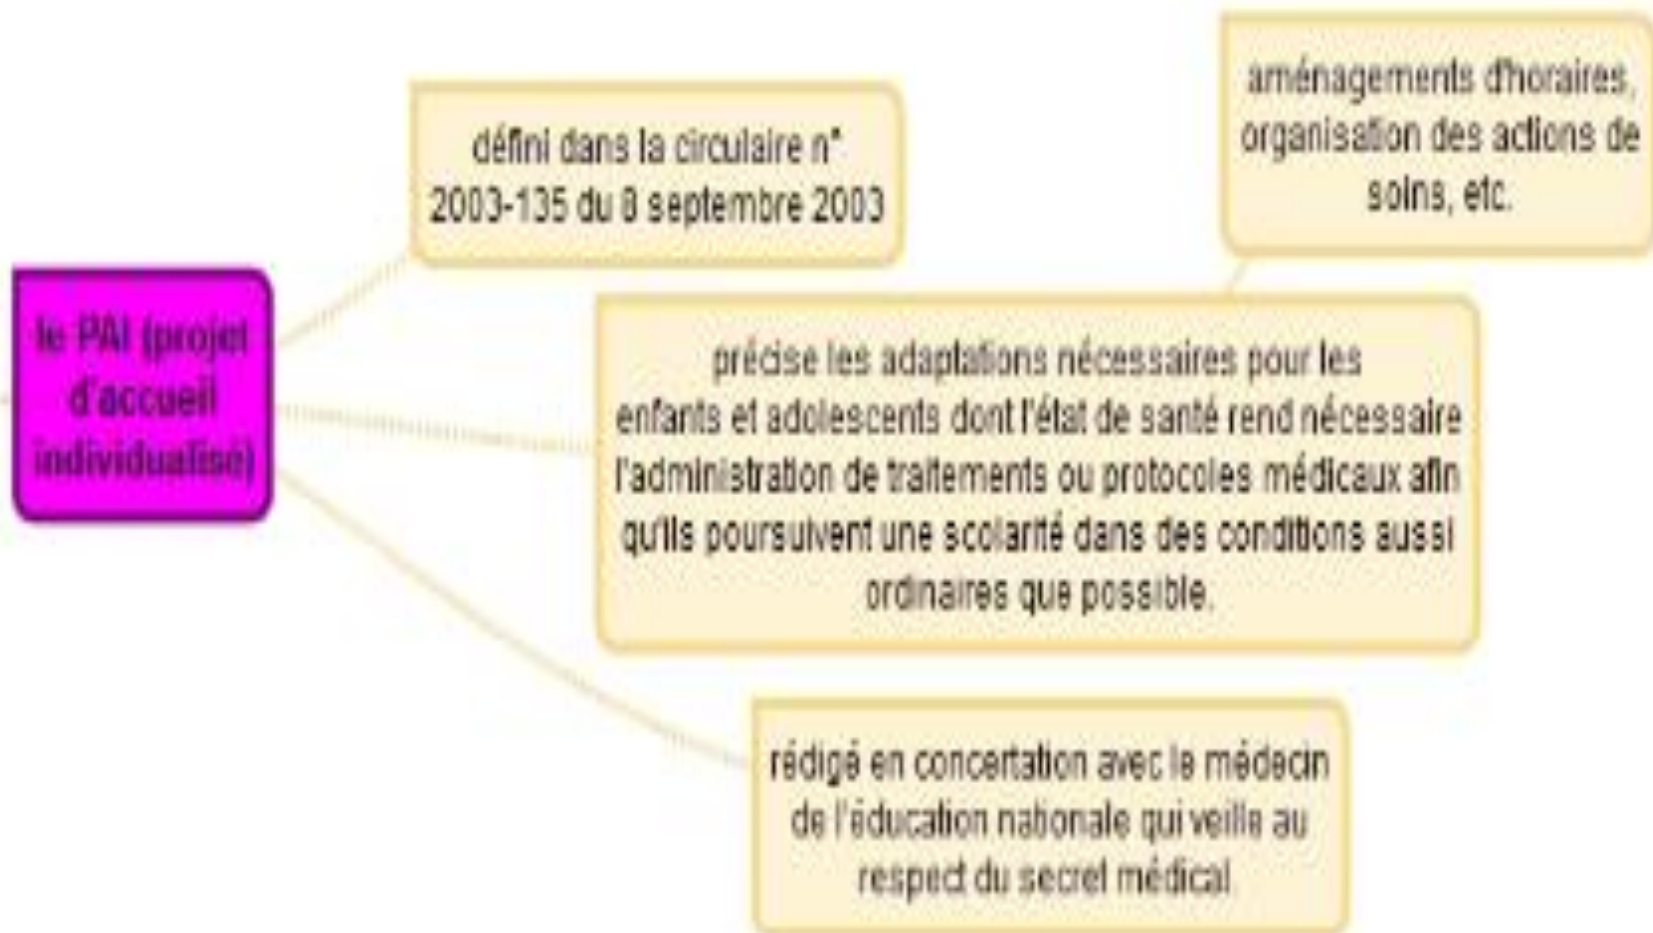 le PAI (projet
d'accueil
individualisé)
défini dans la circulaire n°
2003-135 du 8 septembre 2003
aménagements d'horaires,
organisation des actions de
soins, etc.
précise les adaptations nécessaires pour les
enfants et adolescents dont l'état de santé rend nécessaire
l'administration de traitements ou protocoles médicaux afin
qu'ils poursuivent une scolarité dans des conditions aussi
ordinaires que possible.
rédigé en concertation avec le médecin
de l'éducation nationale qui veille au
respect du secret médical.